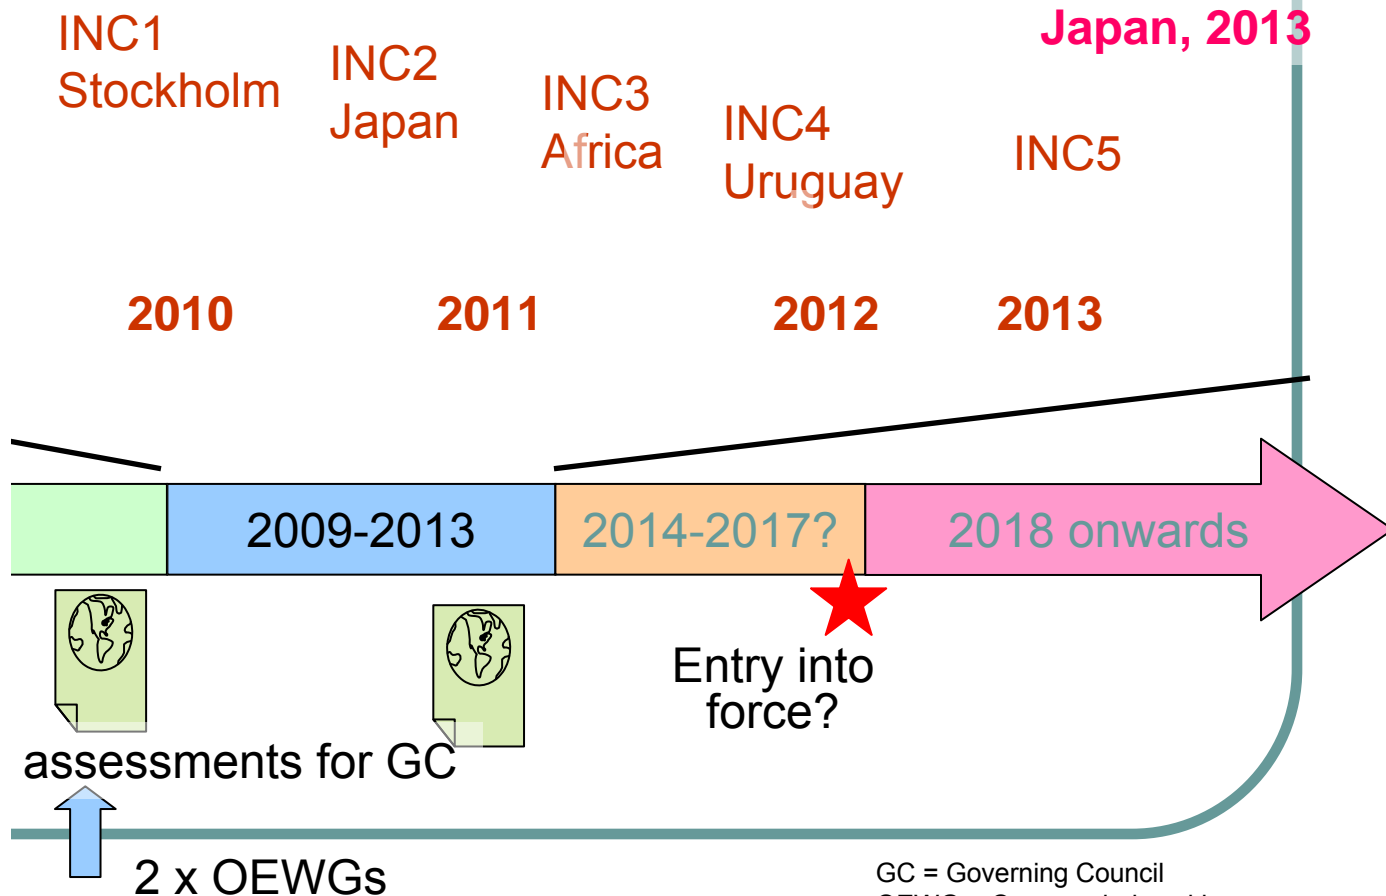 Japan, 2013
INC1
Stockholm
INC2
Japan
INC3
Africa
INC4
Uruguay
INC5
2010
2011
2012
2013
2009-2013
2014-2017?
2018 onwards
Entry into
force?
assessments for GC
2 x OEWGs
GC = Governing Council